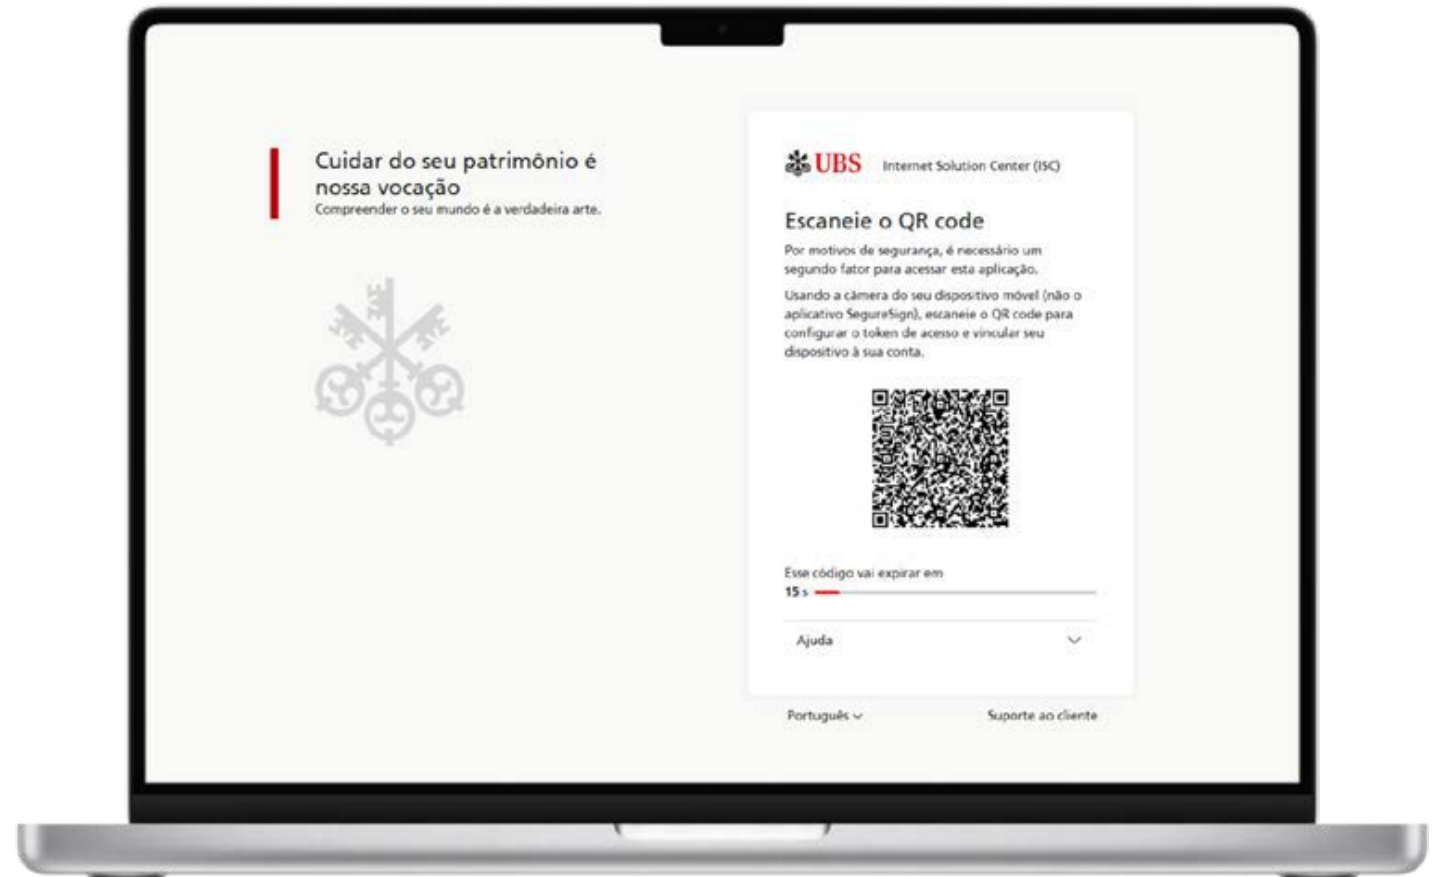 Cuidar do seu patrimônio é
nossa vocação
Compreender o seu mundo é a verdadeira arte.
UBS Internet Solution Center (ISC)
Escaneie o QR code
Por motivos de segurança, é necessário um
segundo fator para acessar esta aplicação.
Usando a câmera do seu dispositivo móvel (não o
aplicativo SegureSign), escaneie o QR code para
configurar o token de acesso e vincular seu
dispositivo à sua conta.
Esse código vai expirar em
15 s
Ajuda
Português
Suporte ao cliente